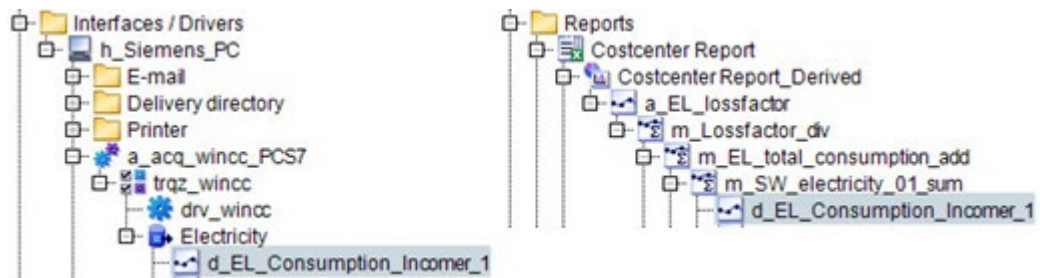 Interfaces / Drivers
h_Siemens_PC
E-mail
Delivery directory
Printer
a_acq_wincc_PCS7
trqz_wincc
drv_wincc
Electricity
d_EL_Consumption_Incomer_1
Reports
Costcenter Report
Costcenter Report_Derived
a_EL_lossfactor
m_Lossfactor_div
m_EL_total_consumption_add
m_SW_electricity_01_sum
d_EL_Consumption_Incomer_1